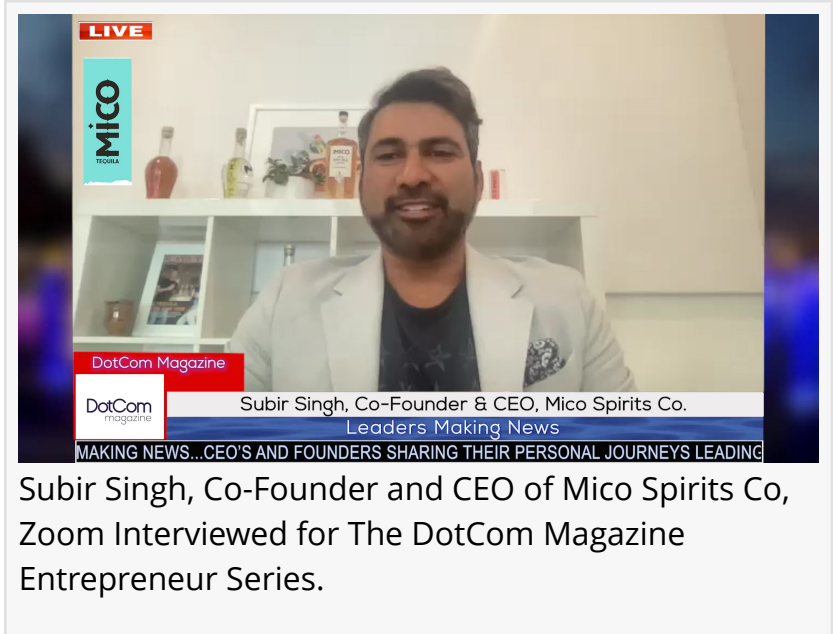 LIVE
MiCO
TEQUILA
MiCO
DotCom Magazine
DotCom
magazine
Subir Singh, Co-Founder & CEO, Mico Spirits Co.
Leaders Making News
MAKING NEWS...CEO'S AND FOUNDERS SHARING THEIR PERSONAL JOURNEYS LEADING
Subir Singh, Co-Founder and CEO of Mico Spirits Co,
Zoom Interviewed for The DotCom Magazine
Entrepreneur Series.